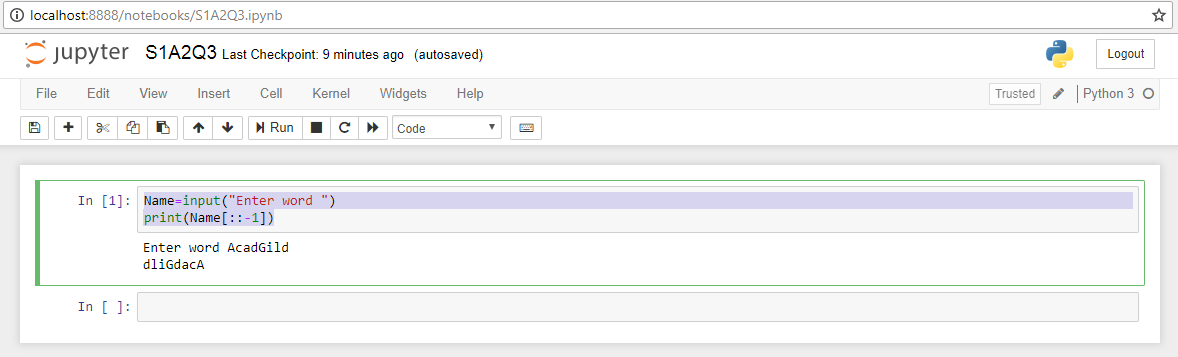 localhost:8888/notebooks/S1A2Q3.ipynb
jupyter S1A2Q3 Last Checkpoint: 9 minutes ago (autosaved) Logout
File Edit View Insert Cell Kernel Widgets Help Trusted Python 3
Run Code
In [1]: Name=input("Enter word ")
print(Name[::-1])
Enter word AcadGild
dliGdacA
In [ ]: